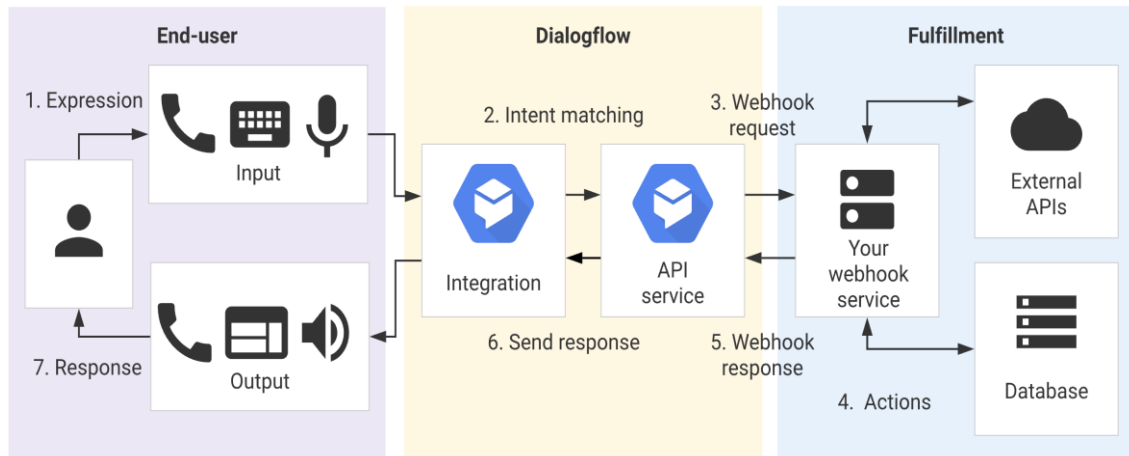 End-user
Dialogflow
Fulfillment
1. Expression
Input
2. Intent matching
3. Webhook
request
External
APIs
Integration
API
service
Your
webhook
service
Output
7. Response
6. Send response
5. Webhook
response
4. Actions
Database